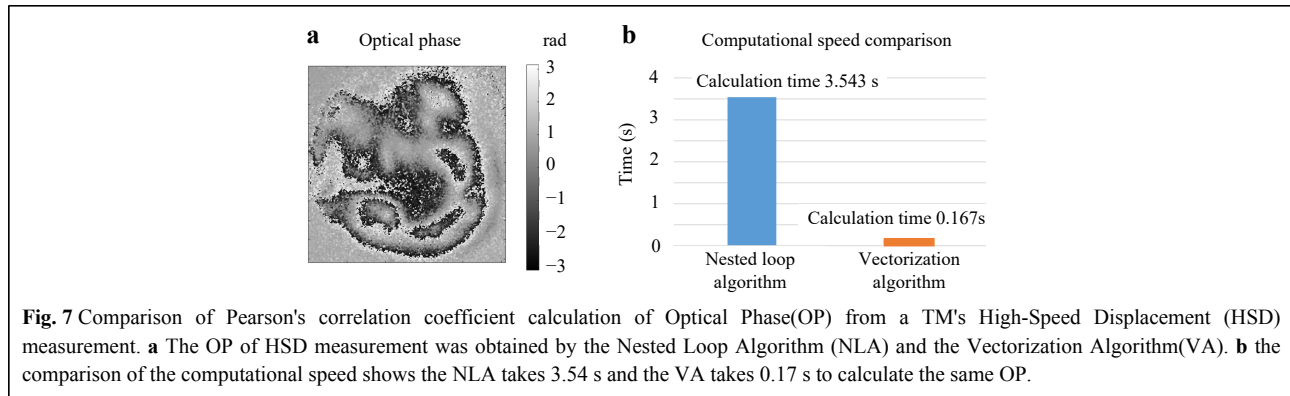 a Optical phase rad
3
2
1
0
−1
−2
−3
b Computational speed comparison
4
3
2
1
0
Time (s)
Calculation time 3.543 s
Calculation time 0.167s
Nested loop
algorithm
Vectorization
algorithm
Fig. 7 Comparison of Pearson's correlation coefficient calculation of Optical Phase(OP) from a TM's High-Speed Displacement (HSD)
measurement. a The OP of HSD measurement was obtained by the Nested Loop Algorithm (NLA) and the Vectorization Algorithm(VA). b the
comparison of the computational speed shows the NLA takes 3.54 s and the VA takes 0.17 s to calculate the same OP.